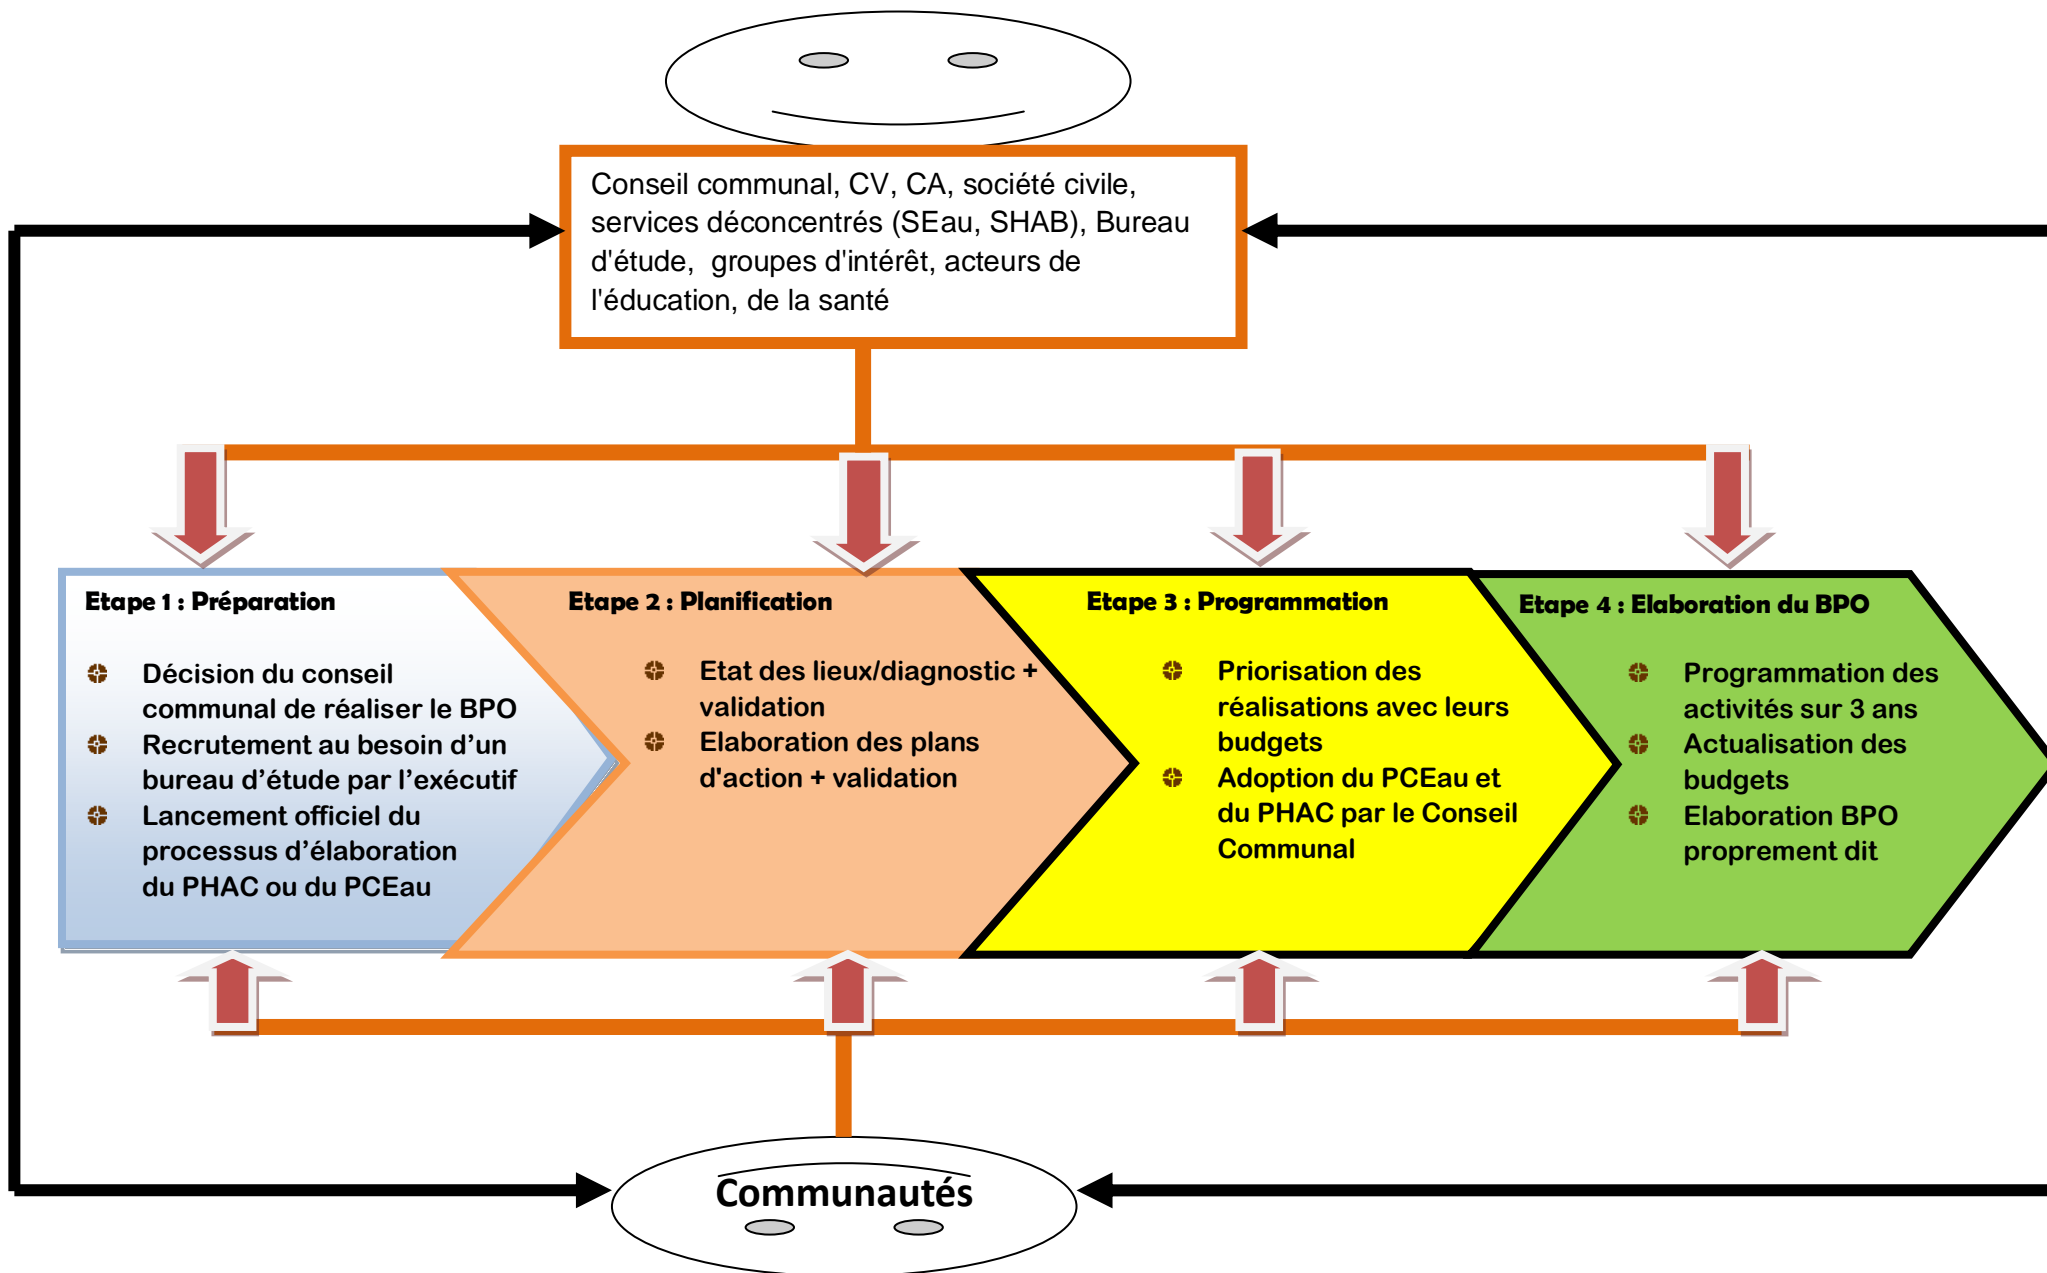 Conseil communal, CV, CA, société civile,
services déconcentrés (SEau, SHAB), Bureau
d'étude,  groupes d'intérêt, acteurs de
l'éducation, de la santé
Etape 1 : Préparation
Décision du conseil
communal de réaliser le BPO
Recrutement au besoin d’un
bureau d’étude par l’exécutif
Lancement officiel du
processus d’élaboration
du PHAC ou du PCEau
Etape 2 : Planification
Etat des lieux/diagnostic +
validation
Elaboration des plans
d'action + validation
Etape 3 : Programmation
Priorisation des
réalisations avec leurs
budgets
Adoption du PCEau et
du PHAC par le Conseil
Communal
Etape 4 : Elaboration du BPO
Programmation des
activités sur 3 ans
Actualisation des
budgets
Elaboration BPO
proprement dit
Communautés